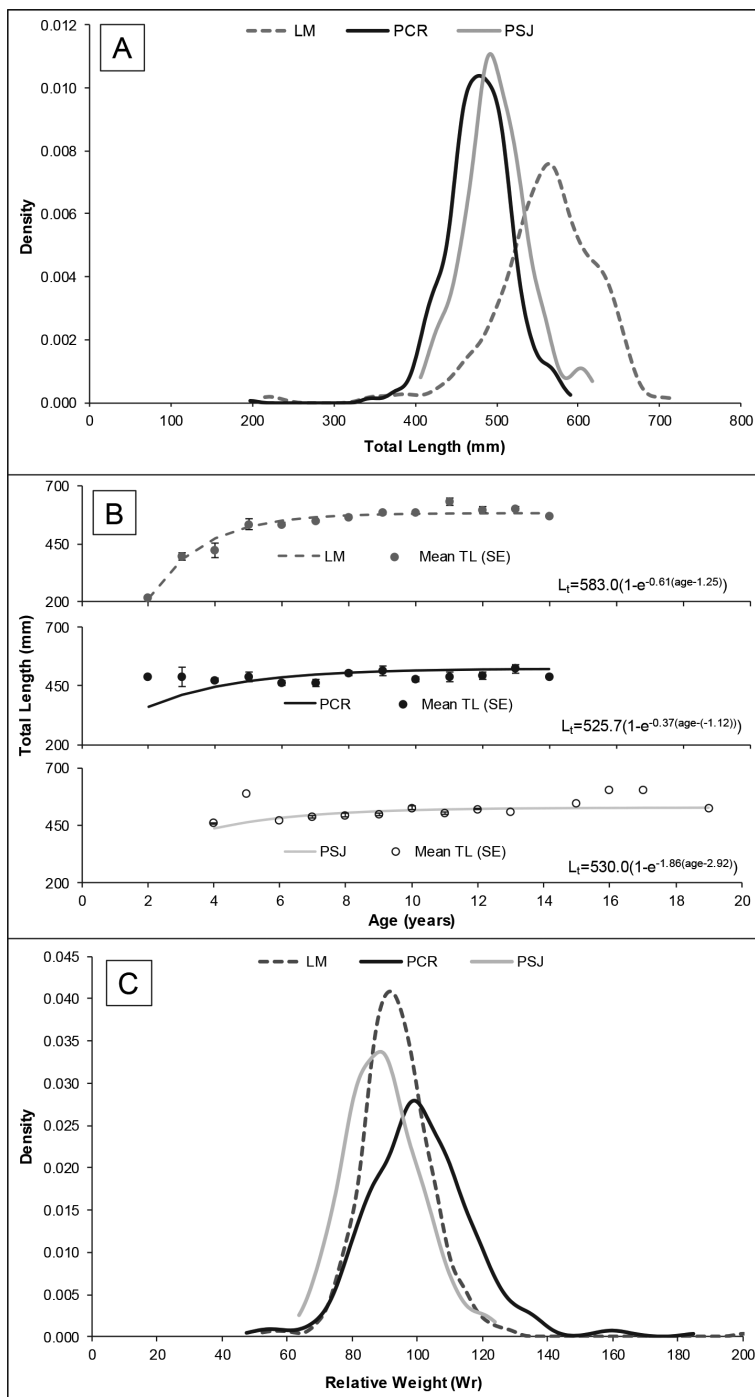 A
LM PCR PSJ
0.012
0.010
0.008
0.006
0.004
0.002
0.000
Density
0 100 200 300 400 500 600 700 800
Total Length (mm)
B
700
450
200
LM Mean TL (SE)
Lt=583.0(1-e-0.61(age-1.25))
700
450
200
PCR Mean TL (SE)
Lt=525.7(1-e-0.37(age-(-1.12)))
Total Length (mm)
700
450
200
PSJ Mean TL (SE)
Lt=530.0(1-e-1.86(age-2.92))
0 2 4 6 8 10 12 14 16 18 20
Age (years)
C
LM PCR PSJ
0.045
0.040
0.035
0.030
0.025
0.020
0.015
0.010
0.005
0.000
Density
0 20 40 60 80 100 120 140 160 180 200
Relative Weight (Wr)